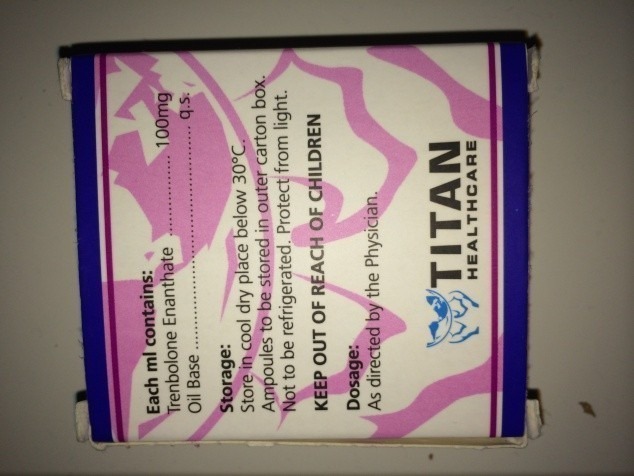 Each ml contains:
Trenbolone Enanthate .................. 100mg
Oil Base ............................................... q.s.
Storage:
Store in cool dry place below 30°C.
Ampoules to be stored in outer carton box.
Not to be refrigerated. Protect from light.
KEEP OUT OF REACH OF CHILDREN
Dosage:
As directed by the Physician.
TITAN
HEALTHCARE